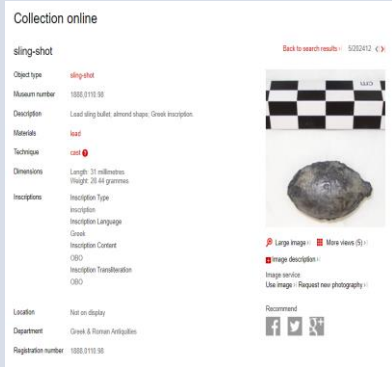 Collection online
sling-shot
Back to search results
5/202412
Object type sling-shot
Museum number 1888,0110.98
Description Lead sling bullet: almond shape; Greek inscription
Materials lead
Technique cast
Dimensions Length: 31 millimetres
Weight: 28.44 grammes
Inscriptions Inscription Type
inscription
Inscription Language
Greek
Inscription Content
OBO
Inscription Transliteration
OBO
Large image
More views (5)
Image description
Image service
Use image
Request new photography
Location Not on display
Recommend
Department Greek & Roman Antiquities
Registration number 1888,0110.98